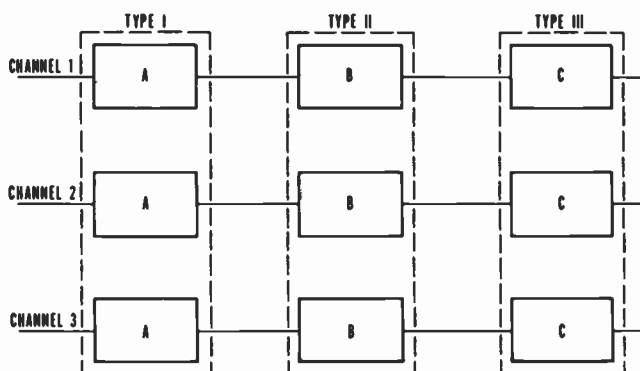 TYPE I TYPE II TYPE III
CHANNEL 1 A B C
CHANNEL 2 A B C
CHANNEL 3 A B C